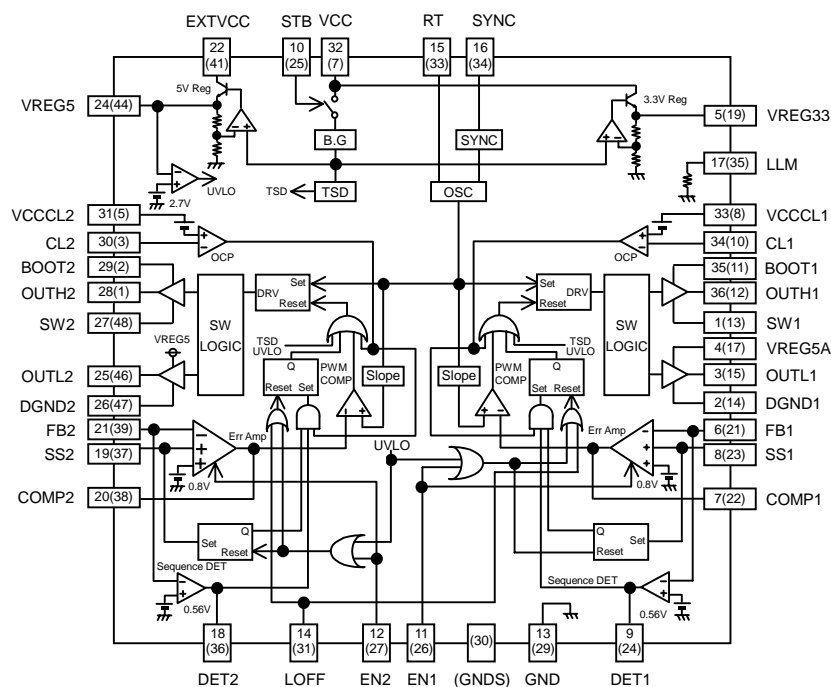 EXTVCC STB VCC RT SYNC
22 10 32 15 16
(41) (25) (7) (33) (34)
5V Reg 3.3V Reg
VREG5 24(44) 5(19) VREG33
B.G SYNC
17(35) LLM
TSD TSD OSC
UVLO
2.7V
VCCCL2 31(5) 33(8) VCCCL1
CL2 30(3) 34(10) CL1
OCP OCP
BOOT2 29(2) 35(11) BOOT1
Set Set
DRV DRV
Reset Reset
OUTH2 28(1) 36(12) OUTH1
SW2 27(48) SW LOGIC SW LOGIC 1(13) SW1
VREG5 TSD TSD
UVLO UVLO
4(17) VREG5A
Q PWM COMP Slope Slope PWM COMP Q
OUTL2 25(46) 3(15) OUTL1
Reset Set Set Reset
DGND2 26(47) 2(14) DGND1
FB2 21(39) 6(21) FB1
Err Amp Err Amp
UVLO
SS2 19(37) 8(23) SS1
0.8V 0.8V
COMP2 20(38) 7(22) COMP1
Q Q
Set Set
Reset Reset
Sequence DET Sequence DET
0.56V 0.56V
18 14 12 11 (30) 13 9
(36) (31) (27) (26) (29) (24)
DET2 LOFF EN2 EN1 (GNDS) GND DET1